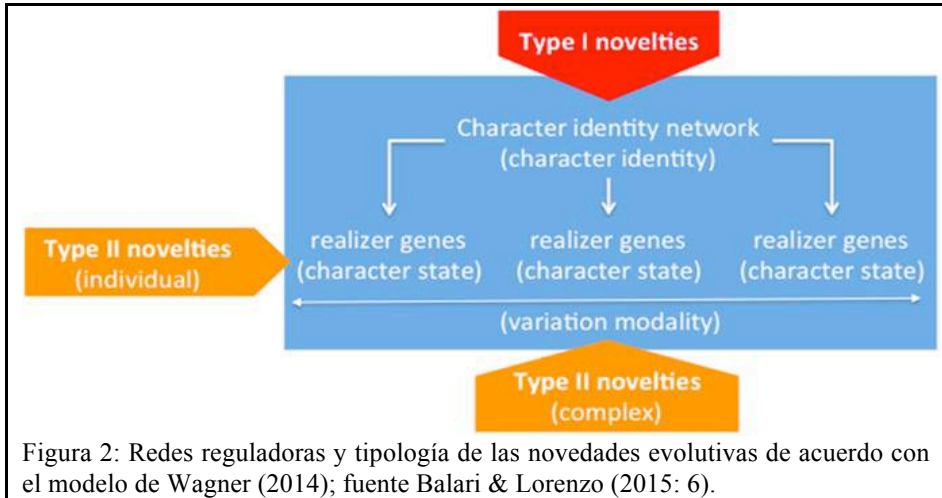 Type I novelties
Character identity network
(character identity)
Type II novelties
(individual)
realizer genes
(character state)
realizer genes
(character state)
realizer genes
(character state)
(variation modality)
Type II novelties
(complex)
Figura 2: Redes reguladoras y tipología de las novedades evolutivas de acuerdo con
el modelo de Wagner (2014); fuente Balari & Lorenzo (2015: 6).